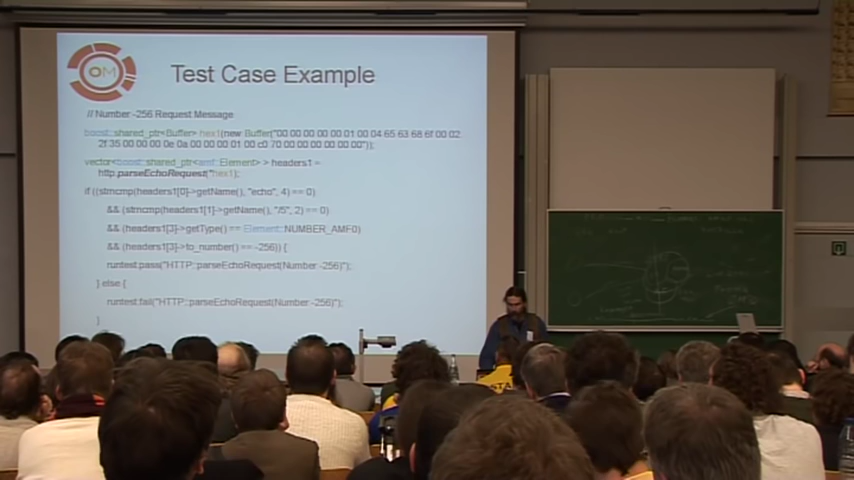 OM
Test Case Example
// Number -256 Request Message
boost::shared_ptr<Buffer> hex1(new Buffer("00 00 00 00 00 01 00 04 65 63 68 6f 00 02
2f 35 00 00 00 0e 0a 00 00 00 01 00 c0 70 00 00 00 00 00 00"));
vector<boost::shared_ptr<amf::Element> > headers1 =
http.parseEchoRequest(*hex1);
if ((strncmp(headers1[0]->getName(), "echo", 4) == 0)
&& (strncmp(headers1[1]->getName(), "/5", 2) == 0)
&& (headers1[3]->getType() == Element::NUMBER_AMF0)
&& (headers1[3]->to_number() == -256)) {
runtest.pass("HTTP::parseEchoRequest(Number -256)");
} else {
runtest.fail("HTTP::parseEchoRequest(Number -256)");
}